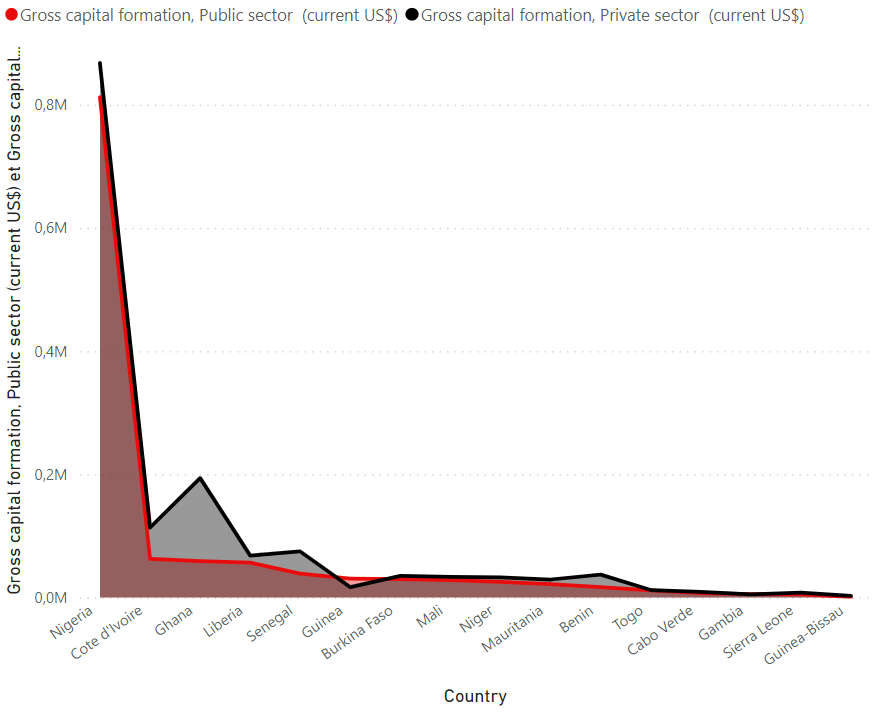 Gross capital formation, Public sector (current US$) Gross capital formation, Private sector (current US$)
Gross capital formation, Public sector (current US$) et Gross capital...
0,8M
0,6M
0,4M
0,2M
0,0M
Nigeria
Cote d'Ivoire
Ghana
Liberia
Senegal
Guinea
Burkina Faso
Mali
Niger
Mauritania
Benin
Togo
Cabo Verde
Gambia
Sierra Leone
Guinea-Bissau
Country